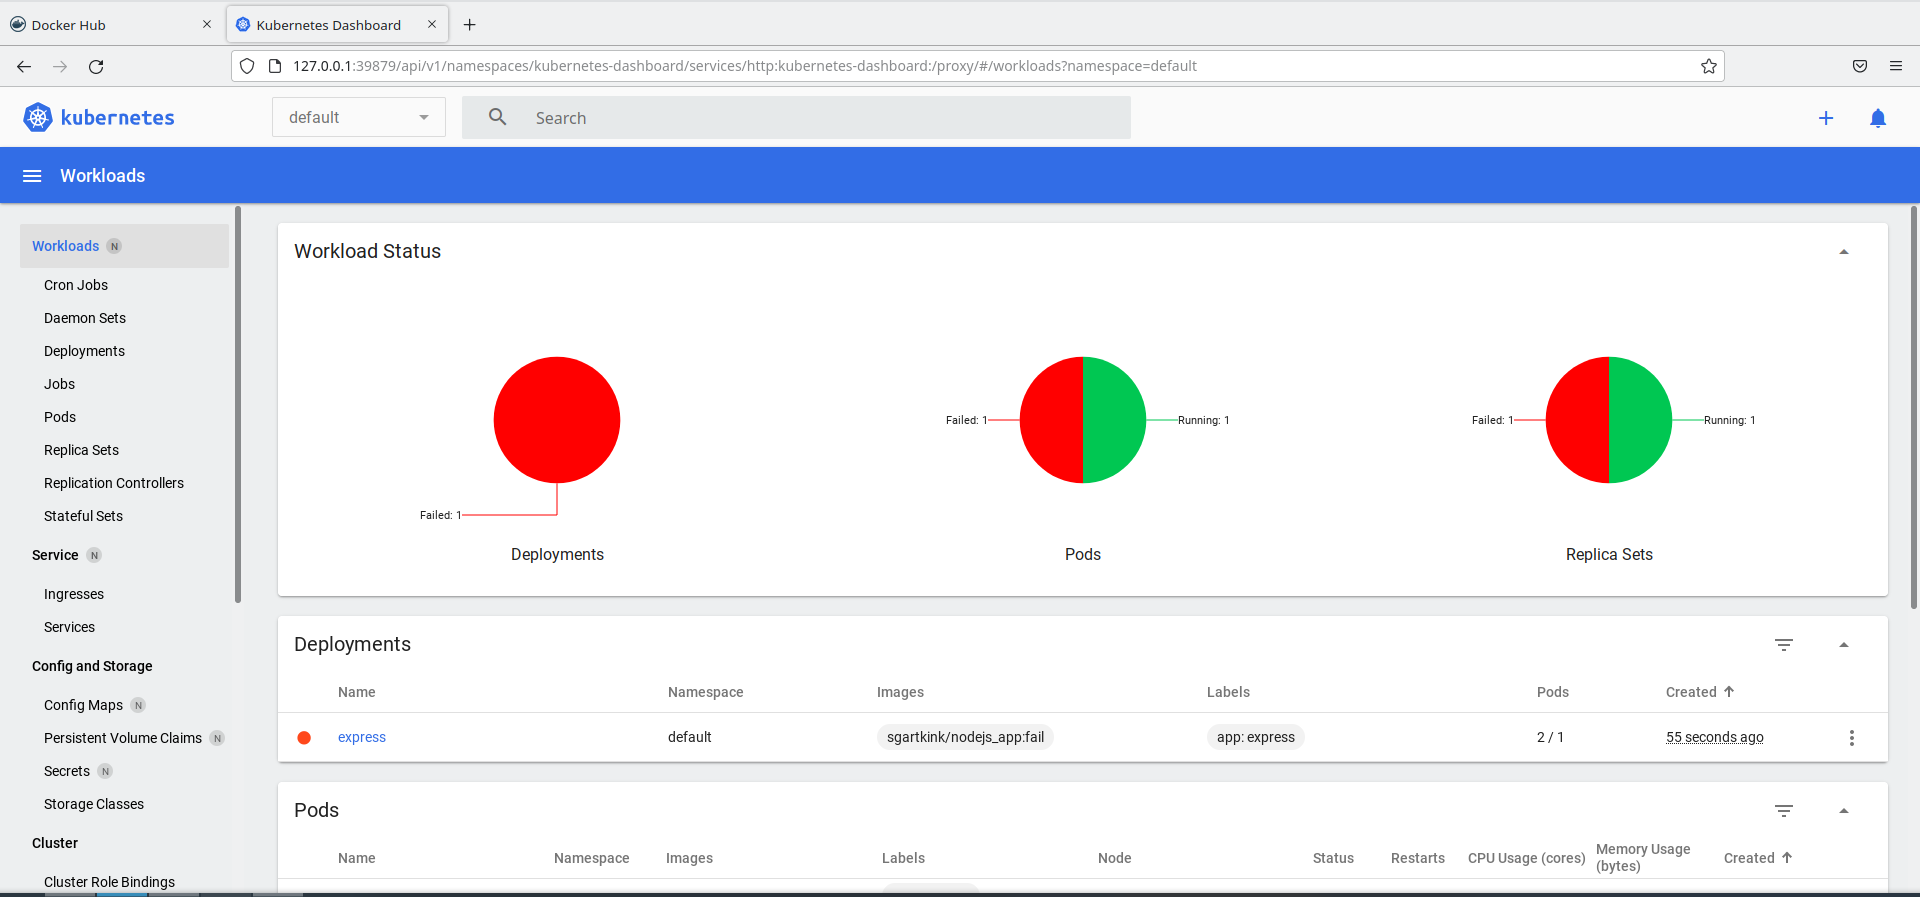 Docker Hub
Kubernetes Dashboard
127.0.0.1:39879/api/v1/namespaces/kubernetes-dashboard/services/http:kubernetes-dashboard:/proxy/#/workloads?namespace=default
kubernetes
default
Search
Workloads
Workloads N
Cron Jobs
Daemon Sets
Deployments
Jobs
Pods
Replica Sets
Replication Controllers
Stateful Sets
Service N
Ingresses
Services
Config and Storage
Config Maps N
Persistent Volume Claims N
Secrets N
Storage Classes
Cluster
Cluster Role Bindings
Workload Status
Failed: 1
Deployments
Failed: 1
Running: 1
Pods
Failed: 1
Running: 1
Replica Sets
Deployments
Name Namespace Images Labels Pods Created
express default sgartkink/nodejs_app:fail app: express 2 / 1 55 seconds ago
Pods
Name Namespace Images Labels Node Status Restarts CPU Usage (cores) Memory Usage (bytes) Created